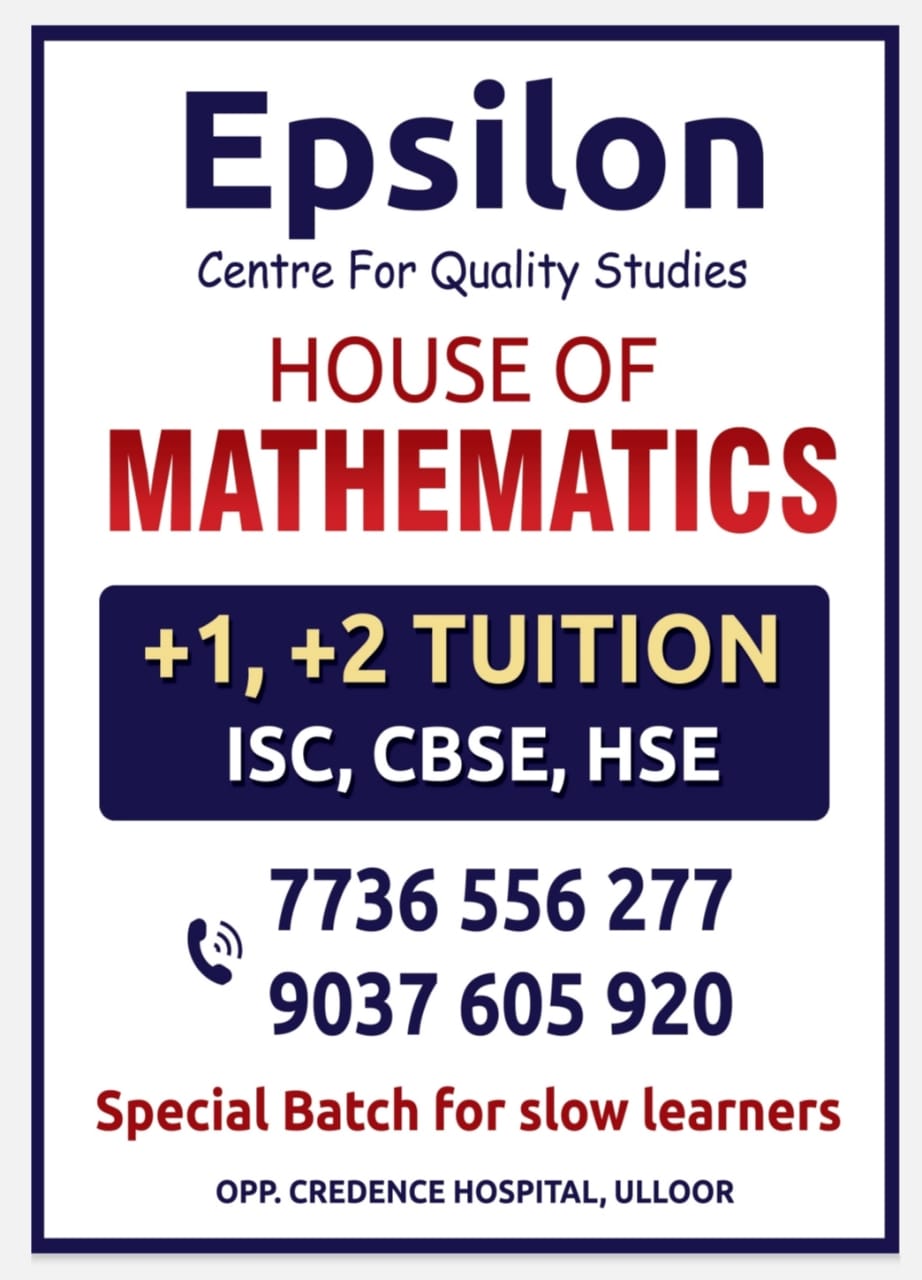 Epsilon
Centre For Quality Studies
HOUSE OF
MATHEMATICS
+1, +2 TUITION
ISC, CBSE, HSE
7736 556 277
9037 605 920
Special Batch for slow learners
OPP. CREDENCE HOSPITAL, ULLOOR